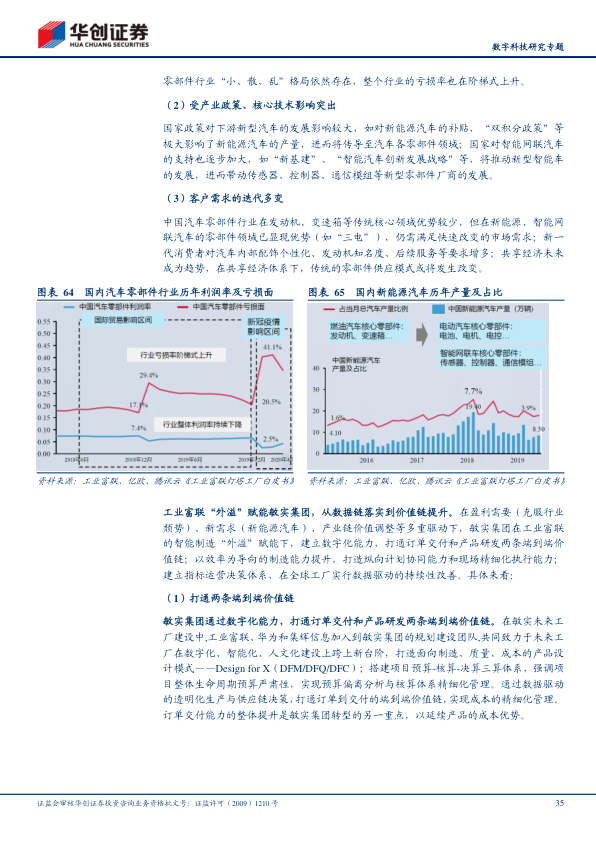 华创证券
HUA CHUANG SECURITIES
数字科技研究专题
零部件行业“小、散、乱”格局依然存在，整个行业的亏损率也在阶梯式上升。
（2）受产业政策、核心技术影响突出
国家政策对下游新型汽车的发展影响较大，如对新能源汽车的补贴，“双积分政策”等
极大影响了新能源汽车的产量，进而将传导至汽车各零部件领域；国家对智能网联汽车
的支持也逐步加大，如“新基建”、“智能汽车创新发展战略”等，将推动新型智能车
的发展，进而带动传感器、控制器、通信模组等新型零部件厂商的发展。
（3）客户需求的迭代多变
中国汽车零部件行业在发动机、变速箱等传统核心领域优势较少，但在新能源、智能网
联汽车的零部件领域已显现优势（如“三电”），仍需满足快速改变的市场需求；新一
代消费者对汽车内部配饰个性化、发动机知名度、后续服务等要求增多；共享经济未来
成为趋势，在共享经济体系下，传统的零部件供应模式或将发生改变。
图表 64 国内汽车零部件行业历年利润率及亏损面
中国汽车零部件利润率 中国汽车零部件亏损面
国际贸易影响区间
新冠疫情
影响区间
0.55
0.50
0.45
0.40
0.35
0.30
0.25
0.20
0.15
0.10
0.05
0.00
行业亏损率阶梯式上升
41.1%
29.4%
17.1%
20.5%
行业整体利润率持续下降
7.4%
2.5%
2018年6月 2018年12月 2019年6月 2019年12月 2020年4月
资料来源：工业富联、亿欧、腾讯云《工业富联灯塔工厂白皮书》
图表 65 国内新能源汽车历年产量及占比
占当月总汽车产量比例 中国新能源汽车产量（万辆）
燃油汽车核心零部件：
发动机、变速箱...
电动汽车核心零部件：
电池、电机、电控...
智能网联车核心零部件：
传感器、控制器、通信模组...
中国新能源汽车
产量及占比
40
30
20
10
0
7.7%
1.6%
19.40
3.9%
4.10
8.50
2016 2017 2018 2019
资料来源：工业富联、亿欧、腾讯云《工业富联灯塔工厂白皮书》
工业富联“外溢”赋能敏实集团，从数据链落实到价值链提升。在盈利需要（克服行业
颓势）、新需求（新能源汽车）、产业链价值调整等多重驱动下，敏实集团在工业富联
的智能制造“外溢”赋能下，建立数字化能力，打通订单交付和产品研发两条端到端价
值链；以效率为导向的制造能力提升，打造纵向计划协同能力和现场精细化执行能力；
建立指标运营决策体系，在全球工厂实行数据驱动的持续性改善。具体来看：
（1）打通两条端到端价值链
敏实集团通过数字化能力，打通订单交付和产品研发两条端到端价值链。在敏实未来工
厂建设中,工业富联、华为和集辉信息加入到敏实集团的规划建设团队,共同致力于未来工
厂在数字化、智能化、人文化建设上跨上新台阶，打造面向制造、质量、成本的产品设
计模式——Design for X（DFM/DFQ/DFC）；搭建项目预算-核算-决算三算体系，强调项
目整体生命周期预算严肃性，实现预算偏离分析与核算体系精细化管理。通过数据驱动
的透明化生产与供应链决策,打通订单到交付的端到端价值链,实现成本的精细化管理。
订单交付能力的整体提升是敏实集团转型的另一重点，以延续产品的成本优势。
证监会审核华创证券投资咨询业务资格批文号：证监许可（2009）1210 号
35